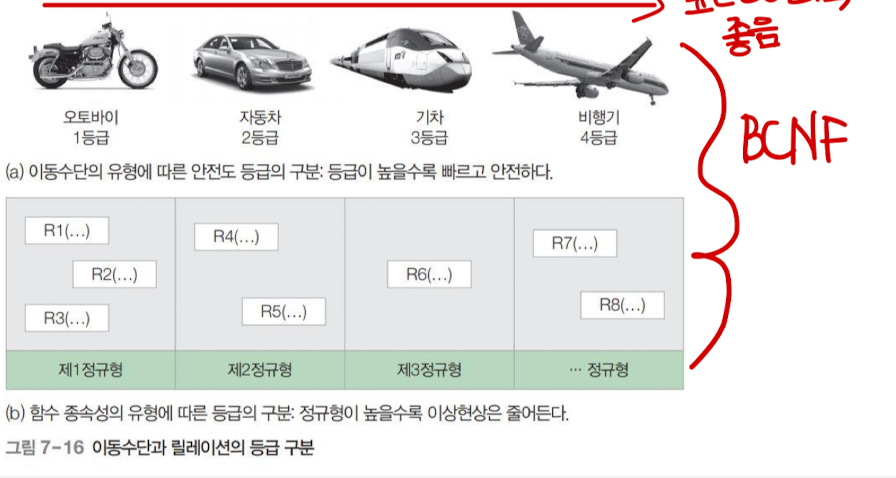 좋음
오토바이 자동차 기차 비행기
1등급 2등급 3등급 4등급
BCNF
(a) 이동수단의 유형에 따른 안전도 등급의 구분: 등급이 높을수록 빠르고 안전하다.
R1(…) R4(…) R7(…)
R2(…) R6(…)
R3(…) R5(…) R8(…)
제1정규형 제2정규형 제3정규형 … 정규형
(b) 함수 종속성의 유형에 따른 등급의 구분: 정규형이 높을수록 이상현상은 줄어든다.
그림 7-16 이동수단과 릴레이션의 등급 구분